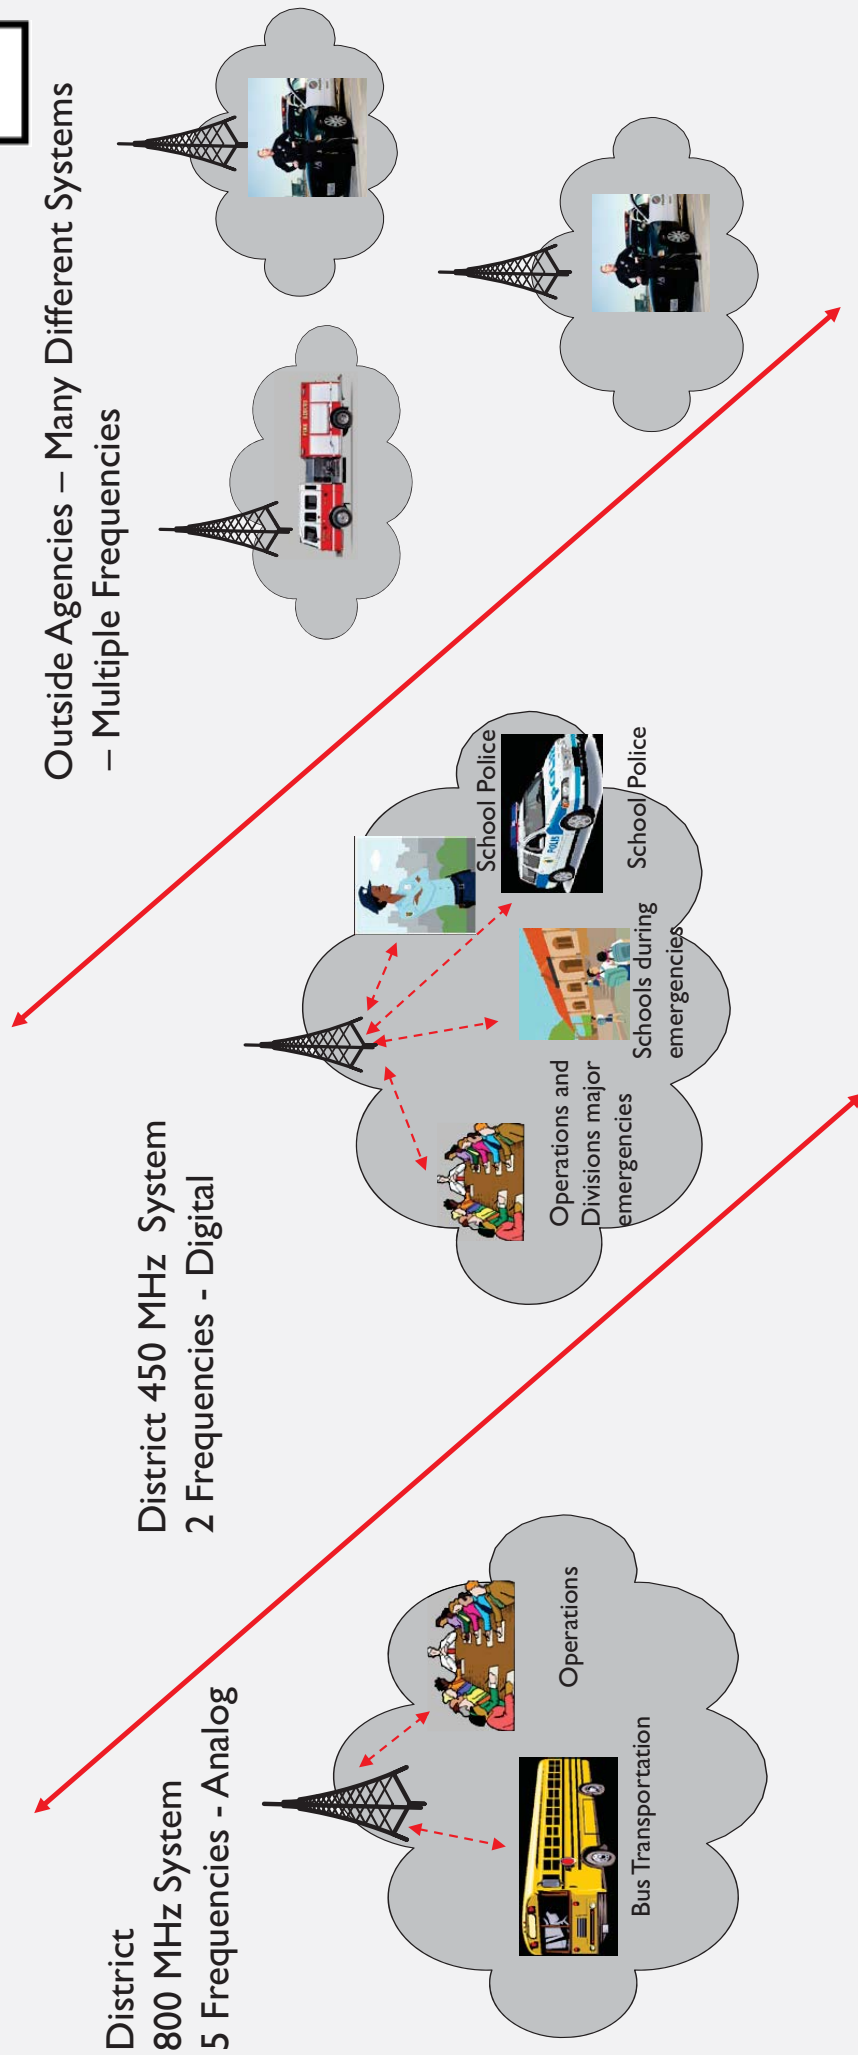 District
800 MHz System
5 Frequencies - Analog
Operations
Bus Transportation
District 450 MHz System
2 Frequencies - Digital
School Police
School Police
POLIS
Schools during
emergencies
Operations and
Divisions major
emergencies
Outside Agencies – Many Different Systems
– Multiple Frequencies